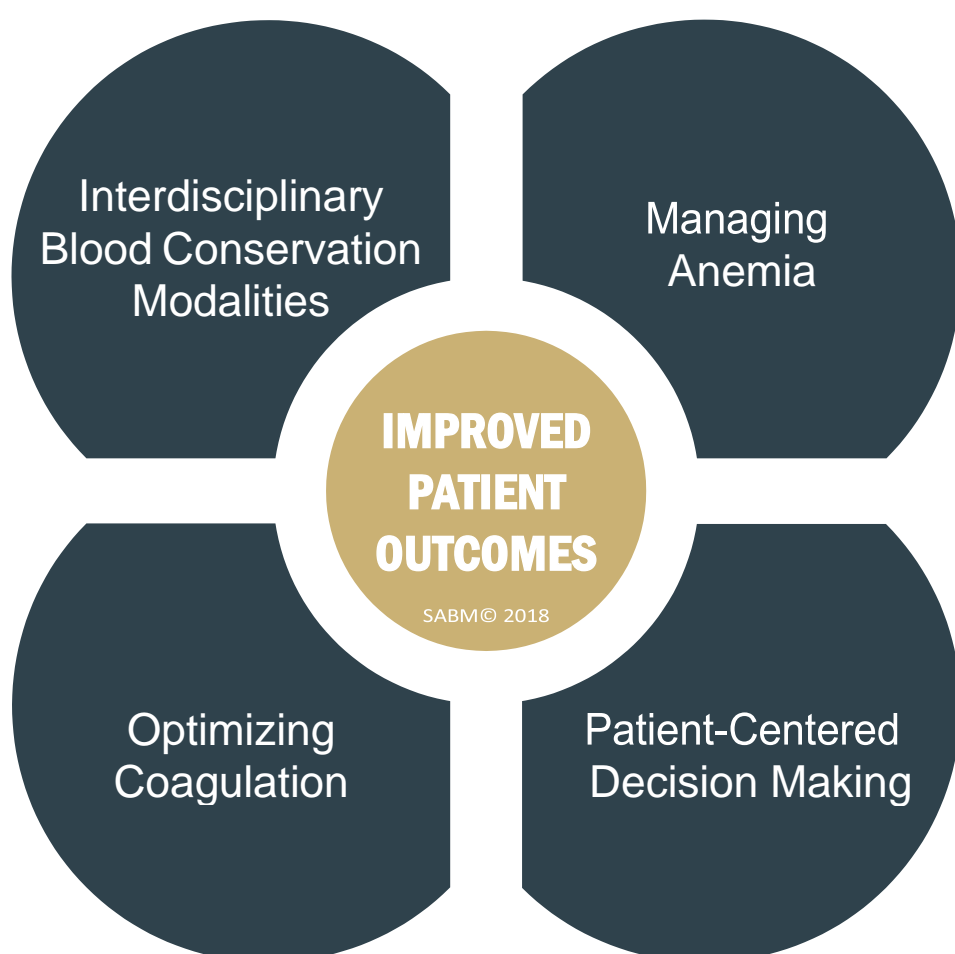 Interdisciplinary
Blood Conservation
Modalities
Managing
Anemia
IMPROVED
PATIENT
OUTCOMES
SABM© 2018
Optimizing
Coagulation
Patient-Centered
Decision Making